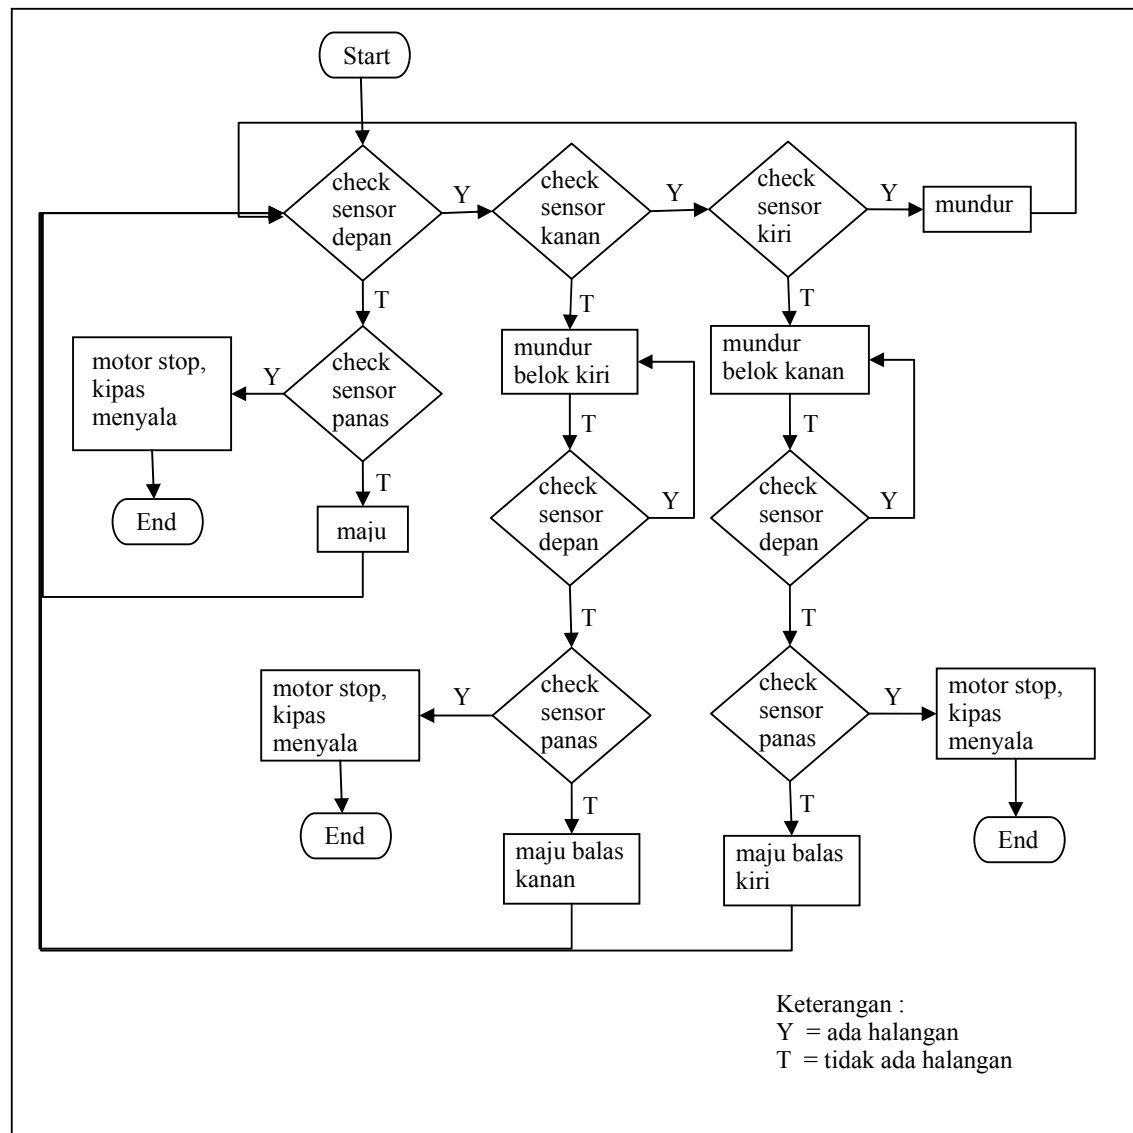 Start
check
sensor
depan
Y
check
sensor
kanan
Y
check
sensor
kiri
Y
mundur
T
T
T
motor stop,
kipas
menyala
Y
check
sensor
panas
mundur
belok kiri
mundur
belok kanan
T
T
T
End
maju
check
sensor
depan
Y
check
sensor
depan
Y
T
T
motor stop,
kipas
menyala
Y
check
sensor
panas
check
sensor
panas
Y
motor stop,
kipas
menyala
T
T
End
maju balas
kanan
maju balas
kiri
End
Keterangan :
Y = ada halangan
T = tidak ada halangan